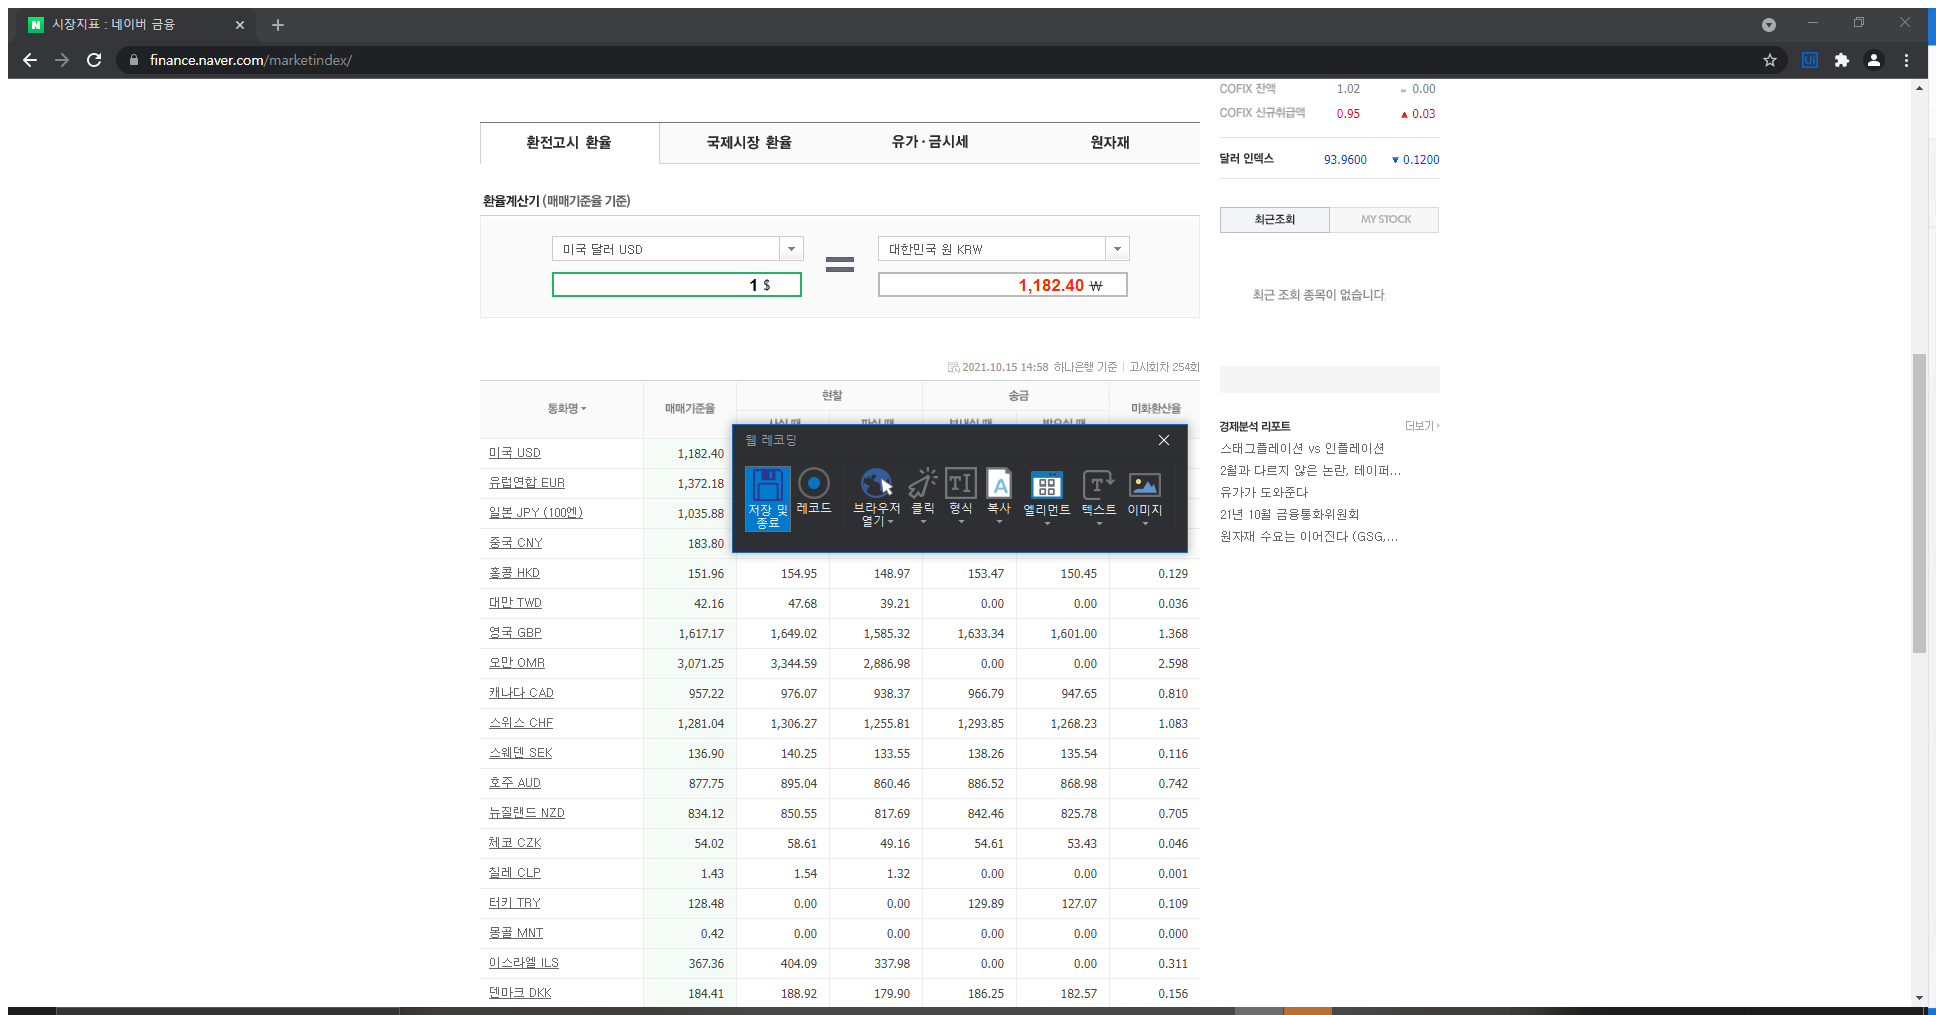 시장지표 : 네이버 금융
finance.naver.com/marketindex/
COFIX 잔액 1.02 0.00
COFIX 신규취급액 0.95 ▲ 0.03
달러 인덱스 93.9600 ▼ 0.1200
환전고시 환율 국제시장 환율 유가·금시세 원자재
환율계산기 (매매기준율 기준)
미국 달러 USD 대한민국 원 KRW
1 $ = 1,182.40 ₩
최근조회 MY STOCK
최근 조회 종목이 없습니다.
2021.10.15 14:58 하나은행 기준 | 고시회차 254회
통화명 매매기준율 현찰 송금 미화환산율
사실 때 파실 때 보내실 때 받으실 때
미국 USD 1,182.40
유럽연합 EUR 1,372.18
일본 JPY (100엔) 1,035.88
중국 CNY 183.80
홍콩 HKD 151.96 154.95 148.97 153.47 150.45 0.129
대만 TWD 42.16 47.68 39.21 0.00 0.00 0.036
영국 GBP 1,617.17 1,649.02 1,585.32 1,633.34 1,601.00 1.368
오만 OMR 3,071.25 3,344.59 2,886.98 0.00 0.00 2.598
캐나다 CAD 957.22 976.07 938.37 966.79 947.65 0.810
스위스 CHF 1,281.04 1,306.27 1,255.81 1,293.85 1,268.23 1.083
스웨덴 SEK 136.90 140.25 133.55 138.26 135.54 0.116
호주 AUD 877.75 895.04 860.46 886.52 868.98 0.742
뉴질랜드 NZD 834.12 850.55 817.69 842.46 825.78 0.705
체코 CZK 54.02 58.61 49.16 54.61 53.43 0.046
칠레 CLP 1.43 1.54 1.32 0.00 0.00 0.001
터키 TRY 128.48 0.00 0.00 129.89 127.07 0.109
몽골 MNT 0.42 0.00 0.00 0.00 0.00 0.000
이스라엘 ILS 367.36 404.09 337.98 0.00 0.00 0.311
덴마크 DKK 184.41 188.92 179.90 186.25 182.57 0.156
웹 레코딩
저장 및 종료 레코드 브라우저 열기 클릭 형식 복사 엘리먼트 텍스트 이미지
경제분석 리포트 더보기
스태그플레이션 vs 인플레이션
2월과 다르지 않은 논란, 테이퍼...
유가가 도와준다
21년 10월 금융통화위원회
원자재 수요는 이어진다 (GSG,...